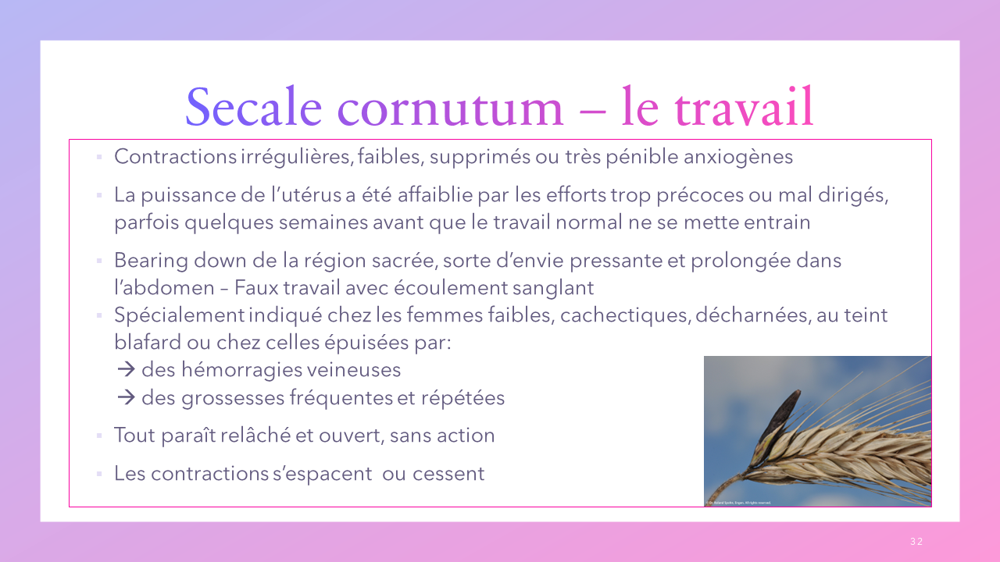 Secale cornutum – le travail
▪ Contractions irrégulières, faibles, supprimés ou très pénible anxiogènes
▪ La puissance de l’utérus a été affaiblie par les efforts trop précoces ou mal dirigés,
parfois quelques semaines avant que le travail normal ne se mette entrain
▪ Bearing down de la région sacrée, sorte d’envie pressante et prolongée dans
l’abdomen – Faux travail avec écoulement sanglant
▪ Spécialement indiqué chez les femmes faibles, cachectiques, décharnées, au teint
blafard ou chez celles épuisées par:
→ des hémorragies veineuses
→ des grossesses fréquentes et répétées
▪ Tout paraît relâché et ouvert, sans action
▪ Les contractions s’espacent ou cessent
All rights reserved
32